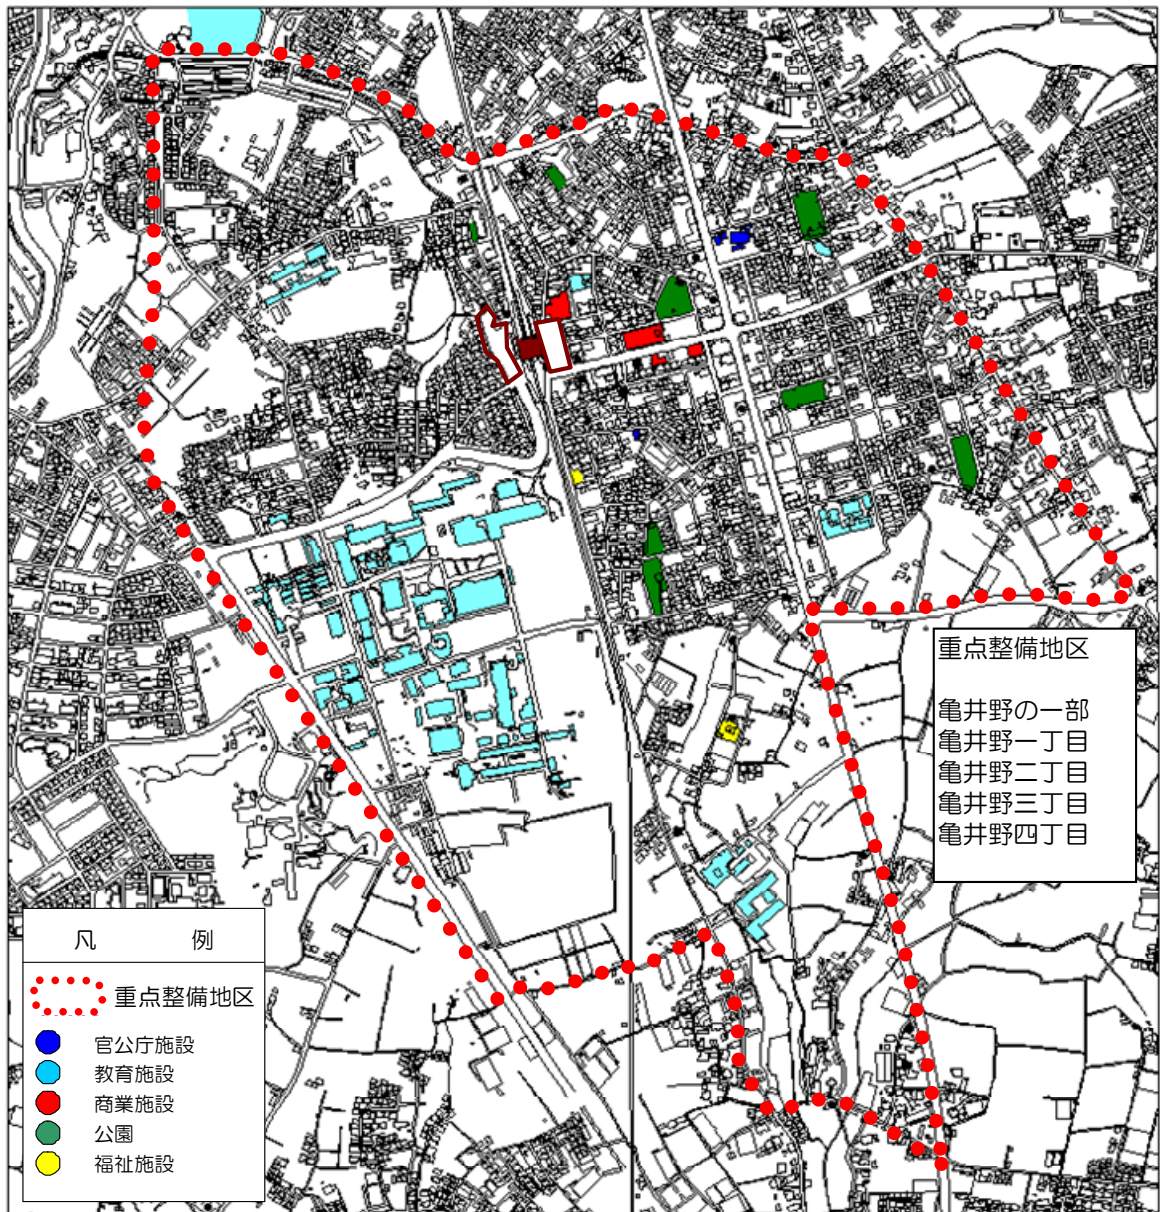 重点整備地区
亀井野の一部
亀井野一丁目
亀井野二丁目
亀井野三丁目
亀井野四丁目
凡 例
重点整備地区
官公庁施設
教育施設
商業施設
公園
福祉施設